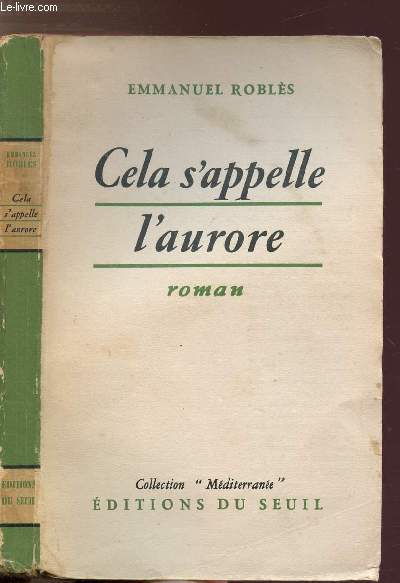 Le-livre.com
EMMANUEL ROBLÈS
Cela s'appelle
l'aurore
roman
Collection "Méditerranée"
ÉDITIONS DU SEUIL
EMMANUEL
ROBLÈS
Cela
s'appelle
l'aurore
ÉDITIONS
DU SEUIL